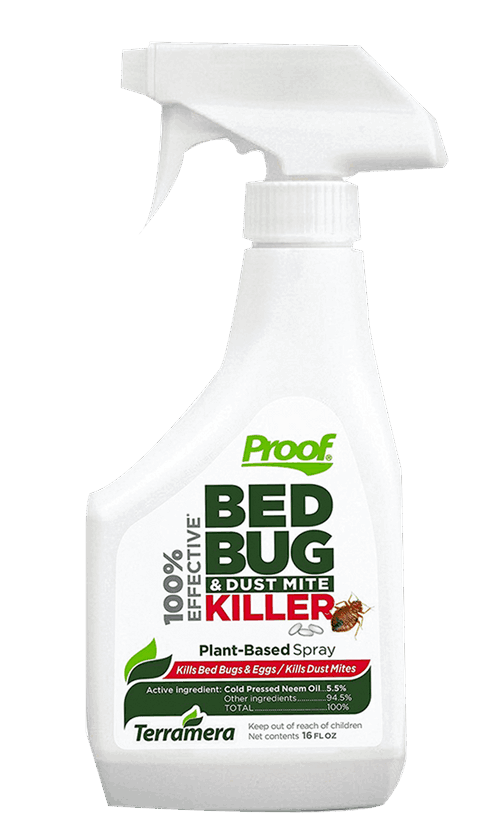 Proof®
100%
EFFECTIVE*
BED
BUG
& DUST MITE
KILLER
Plant-Based Spray
Kills Bed Bugs & Eggs / Kills Dust Mites
Active ingredient: Cold Pressed Neem Oil...5.5%
Other ingredients..............94.5%
TOTAL..........................100%
Terramera
Keep out of reach of children
Net contents 16 FL OZ